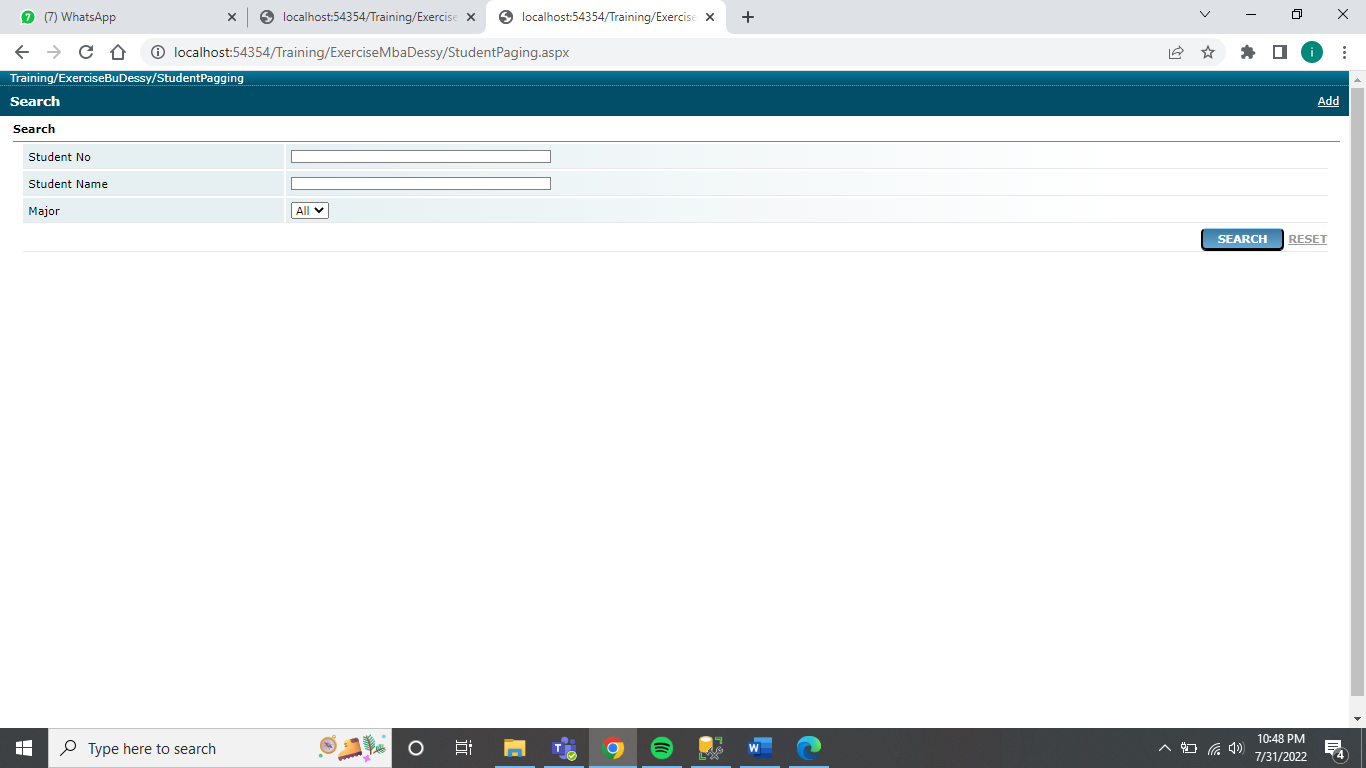 (7) WhatsApp
localhost:54354/Training/Exercise
localhost:54354/Training/Exercise
localhost:54354/Training/ExerciseMbaDessy/StudentPaging.aspx
i
Training/ExerciseBuDessy/StudentPagging
Search Add
Search
Student No
Student Name
Major All
SEARCH RESET
Type here to search
10:48 PM
7/31/2022
4